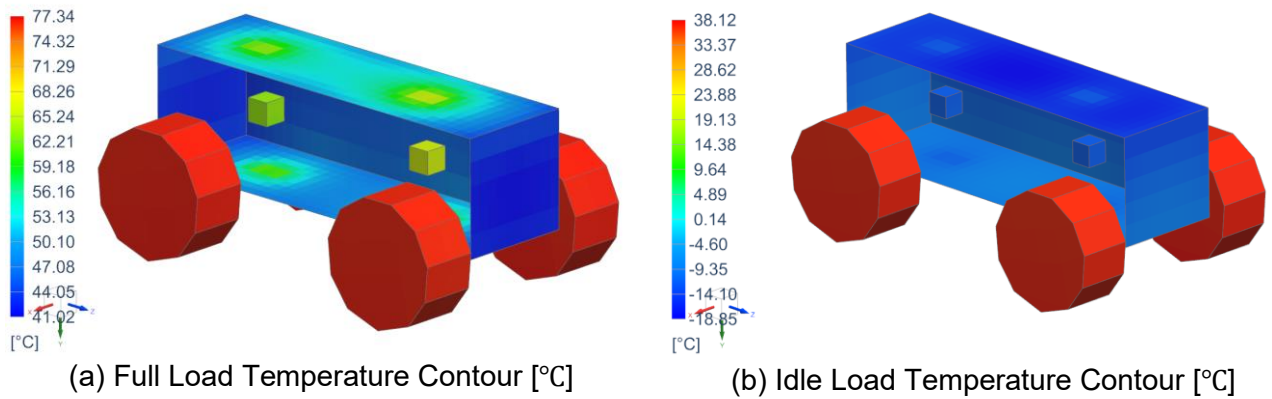 77.34
74.32
71.29
68.26
65.24
62.21
59.18
56.16
53.13
50.10
47.08
44.05
41.02
[°C]
X
Z
Y
(a) Full Load Temperature Contour [℃]
38.12
33.37
28.62
23.88
19.13
14.38
9.64
4.89
0.14
-4.60
-9.35
-14.10
-18.85
[°C]
X
Z
Y
(b) Idle Load Temperature Contour [℃]